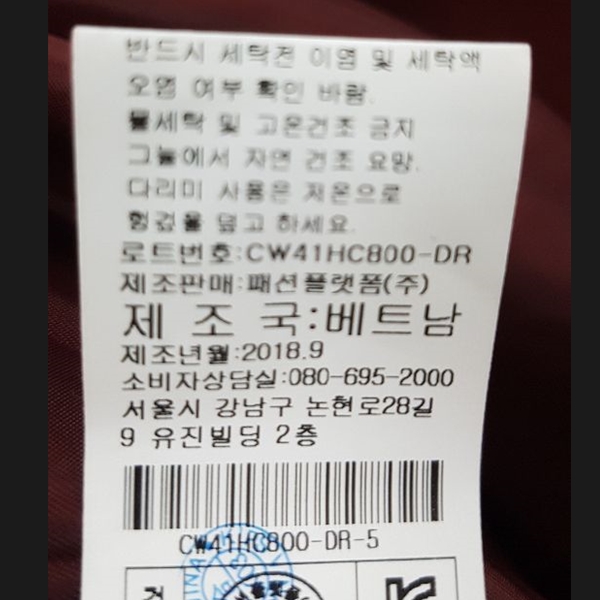 반드시 세탁전 이염 및 세탁액
오염 여부 확인 바람.
물세탁 및 고온건조 금지
그늘에서 자연 건조 요망.
다리미 사용은 저온으로
헝겊을 덮고 하세요.
로트번호:CW41HC800-DR
제조판매:패션플랫폼(주)
제 조 국:베트남
제조년월:2018.9
소비자상담실:080-695-2000
서울시 강남구 논현로28길
9 유진빌딩 2층
CW41HC800-DR-5